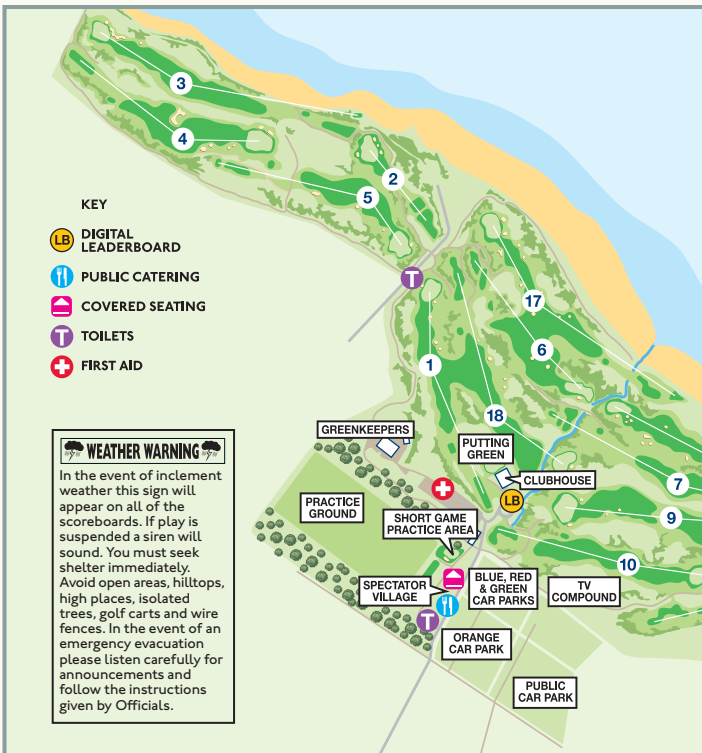 3
4
2
5
KEY
LB DIGITAL
LEADERBOARD
PUBLIC CATERING
COVERED SEATING
T TOILETS
FIRST AID
T
17
6
1
18
GREENKEEPERS
PUTTING
GREEN
CLUBHOUSE
LB
7
9
10
PRACTICE
GROUND
SHORT GAME
PRACTICE AREA
SPECTATOR
VILLAGE
BLUE, RED
& GREEN
CAR PARKS
TV
COMPOUND
T
ORANGE
CAR PARK
PUBLIC
CAR PARK
WEATHER WARNING
In the event of inclement
weather this sign will
appear on all of the
scoreboards. If play is
suspended a siren will
sound. You must seek
shelter immediately.
Avoid open areas, hilltops,
high places, isolated
trees, golf carts and wire
fences. In the event of an
emergency evacuation
please listen carefully for
announcements and
follow the instructions
given by Officials.